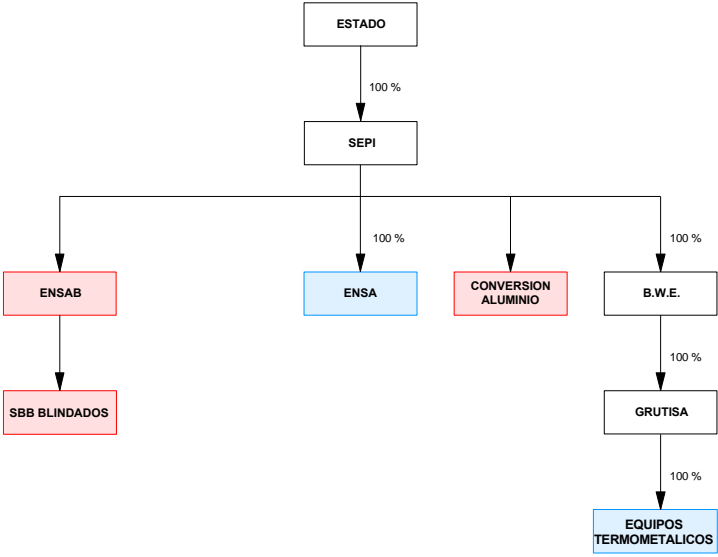 ESTADO
100 %
SEPI
100 %
100 %
ENSAB
ENSA
CONVERSION
ALUMINIO
B.W.E.
100 %
SBB BLINDADOS
GRUTISA
100 %
EQUIPOS
TERMOMETALICOS